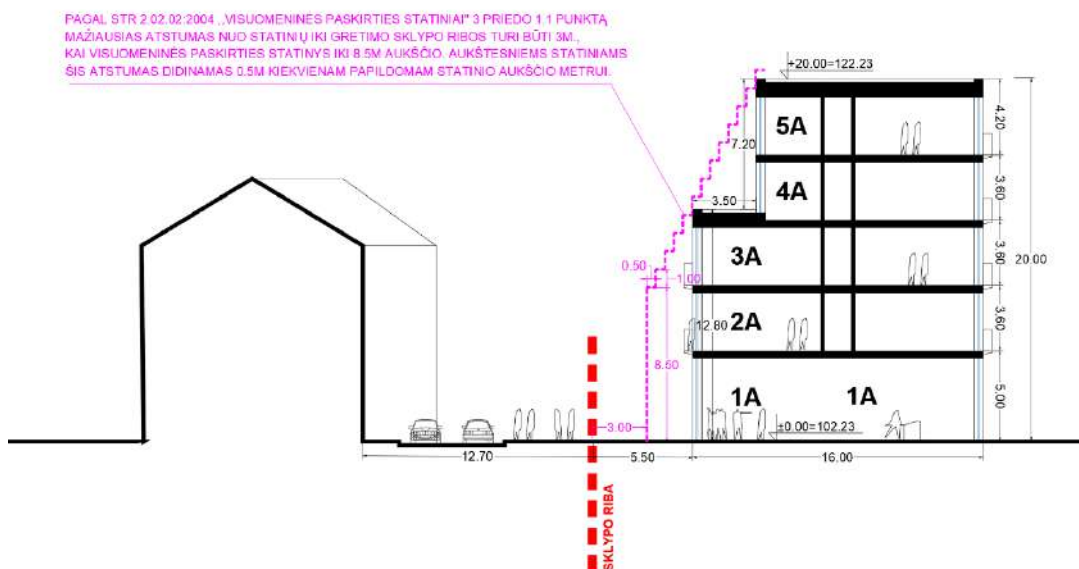 PAGAL STR 2.02.02:2004 ,,VISUOMENINĖS PASKIRTIES STATINIAI" 3 PRIEDO 1.1 PUNKTĄ
MAŽIAUSIAS ATSTUMAS NUO STATINIŲ IKI GRETIMO SKLYPO RIBOS TURI BŪTI 3M.,
KAI VISUOMENINĖS PASKIRTIES STATINYS IKI 8.5M AUKŠČIO. AUKŠTESNIEMS STATINIAMS
ŠIS ATSTUMAS DIDINAMAS 0.5M KIEKVIENAM PAPILDOMAM STATINIO AUKŠČIO METRUI.
+20.00=122.23
5A
4.20
7.20
4A
3.60
3.50
3A
3.60
20.00
0.50
1.00
2A
12.80
3.60
8.50
1A
1A
5.00
3.00
±0.00=102.23
12.70
5.50
16.00
SKLYPO RIBA